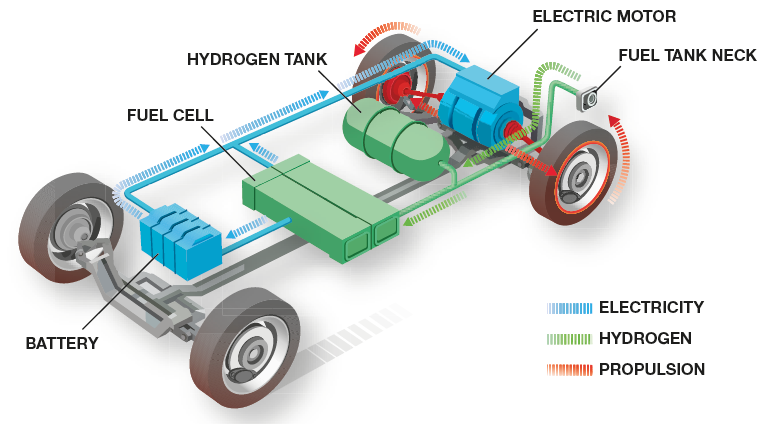 ELECTRIC MOTOR
HYDROGEN TANK
FUEL TANK NECK
FUEL CELL
BATTERY
ELECTRICITY
HYDROGEN
PROPULSION